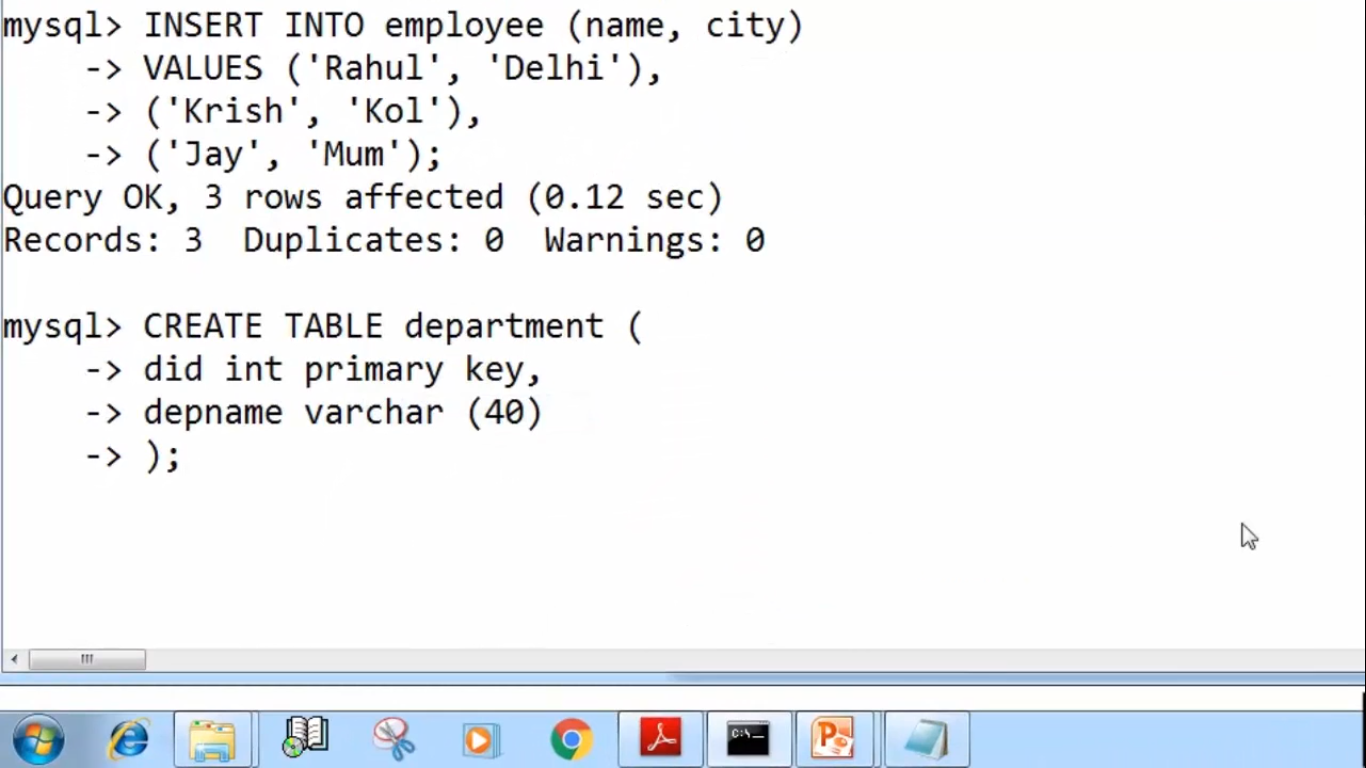 mysql> INSERT INTO employee (name, city)
    -> VALUES ('Rahul', 'Delhi'),
    -> ('Krish', 'Kol'),
    -> ('Jay', 'Mum');
Query OK, 3 rows affected (0.12 sec)
Records: 3  Duplicates: 0  Warnings: 0
mysql> CREATE TABLE department (
    -> did int primary key,
    -> depname varchar (40)
    -> );
C:\_